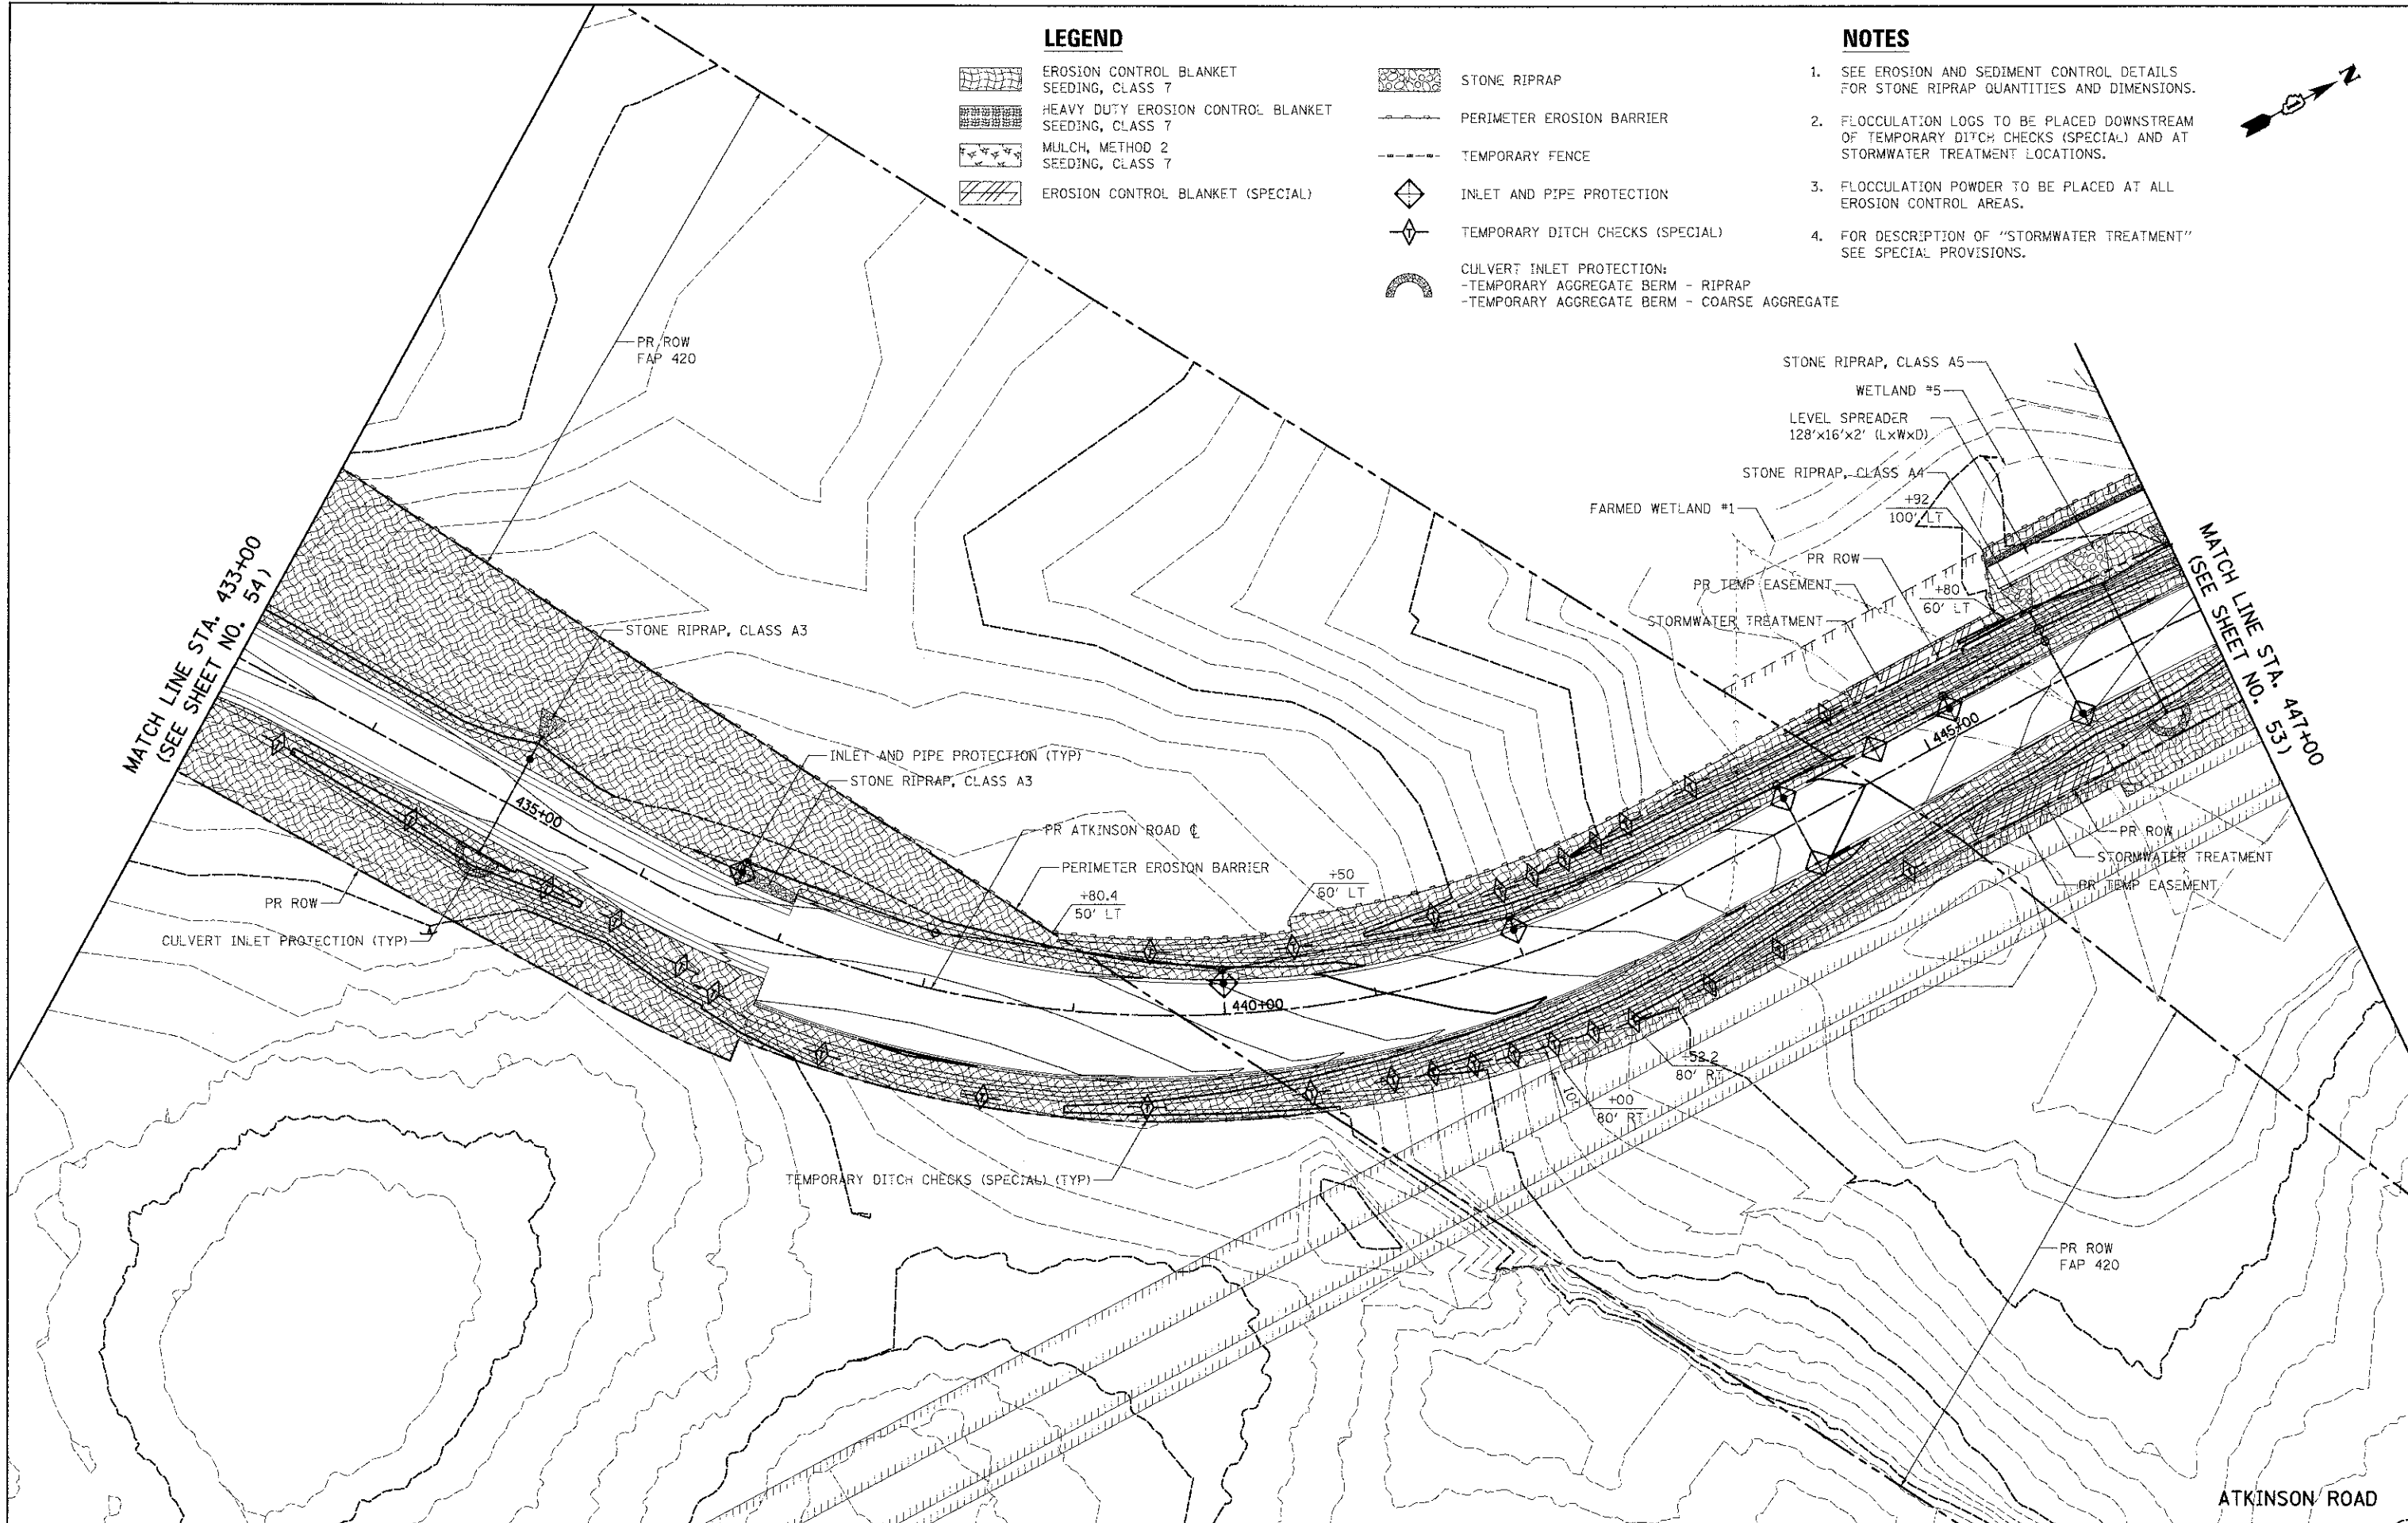 LEGEND
EROSION CONTROL BLANKET
SEEDING, CLASS 7
HEAVY DUTY EROSION CONTROL BLANKET
SEEDING, CLASS 7
MULCH, METHOD 2
SEEDING, CLASS 7
EROSION CONTROL BLANKET (SPECIAL)
STONE RIPRAP
PERIMETER EROSION BARRIER
TEMPORARY FENCE
INLET AND PIPE PROTECTION
TEMPORARY DITCH CHECKS (SPECIAL)
CULVERT INLET PROTECTION:
-TEMPORARY AGGREGATE BERM - RIPRAP
-TEMPORARY AGGREGATE BERM - COARSE AGGREGATE
NOTES
1. SEE EROSION AND SEDIMENT CONTROL DETAILS
FOR STONE RIPRAP QUANTITIES AND DIMENSIONS.
2. FLOCCULATION LOGS TO BE PLACED DOWNSTREAM
OF TEMPORARY DITCH CHECKS (SPECIAL) AND AT
STORMWATER TREATMENT LOCATIONS.
3. FLOCCULATION POWDER TO BE PLACED AT ALL
EROSION CONTROL AREAS.
4. FOR DESCRIPTION OF "STORMWATER TREATMENT"
SEE SPECIAL PROVISIONS.
N
PR ROW
FAP 420
STONE RIPRAP, CLASS A5
WETLAND #5
LEVEL SPREADER
128'x16'x2' (LxWxD)
STONE RIPRAP, CLASS A4
+92
100' LT
FARMED WETLAND #1
PR ROW
PR TEMP EASEMENT
+80
60' LT
STORMWATER TREATMENT
MATCH LINE STA. 433+00
(SEE SHEET NO. 54)
MATCH LINE STA. 447+00
(SEE SHEET NO. 53)
STONE RIPRAP, CLASS A3
INLET AND PIPE PROTECTION (TYP)
STONE RIPRAP, CLASS A3
435+00
445+00
PR ATKINSON ROAD ℄
PERIMETER EROSION BARRIER
+80.4
50' LT
+50
60' LT
PR ROW
STORMWATER TREATMENT
PR TEMP EASEMENT
PR ROW
CULVERT INLET PROTECTION (TYP)
440+00
+52.2
80' RT
+00
80' RT
TEMPORARY DITCH CHECKS (SPECIAL) (TYP)
PR ROW
FAP 420
ATKINSON ROAD